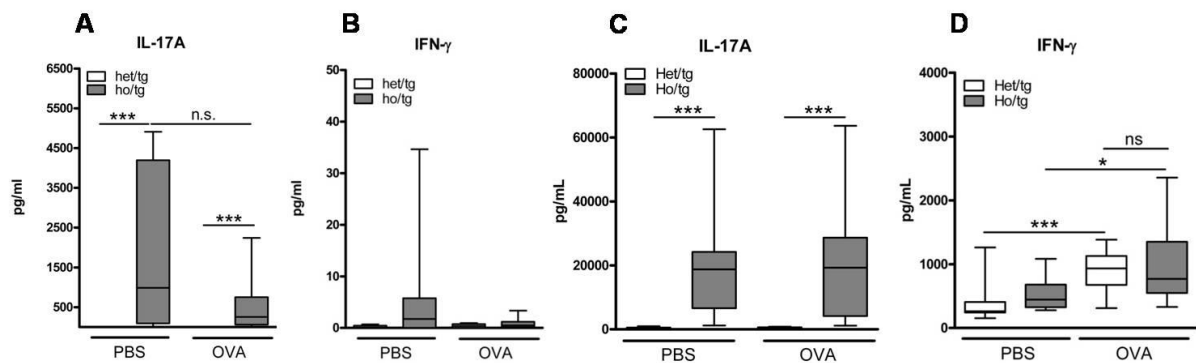 A
IL-17A
het/tg
ho/tg
6500
5500
4500
3500
2500
1500
500
pg/ml
***
n.s.
***
PBS
OVA
B
IFN-γ
het/tg
ho/tg
50
40
30
20
10
0
pg/ml
PBS
OVA
C
IL-17A
Het/tg
Ho/tg
80000
60000
40000
20000
0
pg/mL
***
***
PBS
OVA
D
IFN-γ
Het/tg
Ho/tg
4000
3000
2000
1000
0
pg/mL
ns
*
***
PBS
OVA